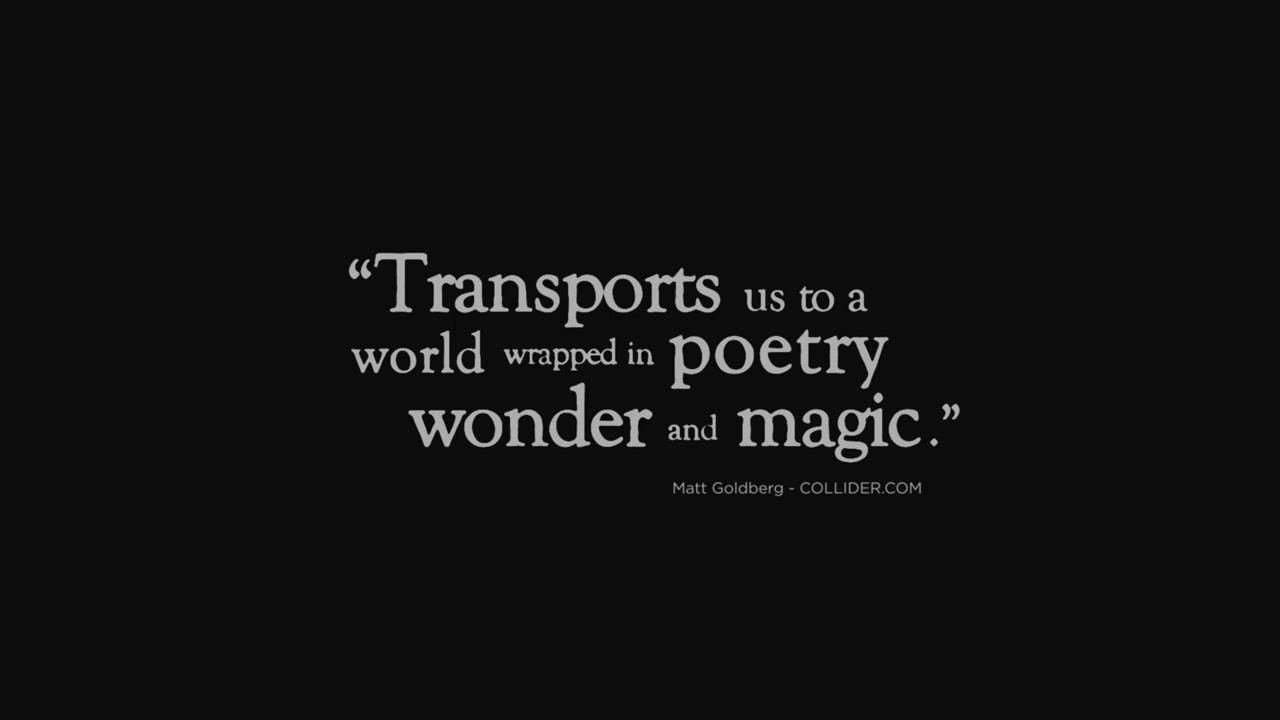 “Transports us to a
world wrapped in poetry
wonder and magic.”
Matt Goldberg - COLLIDER.COM